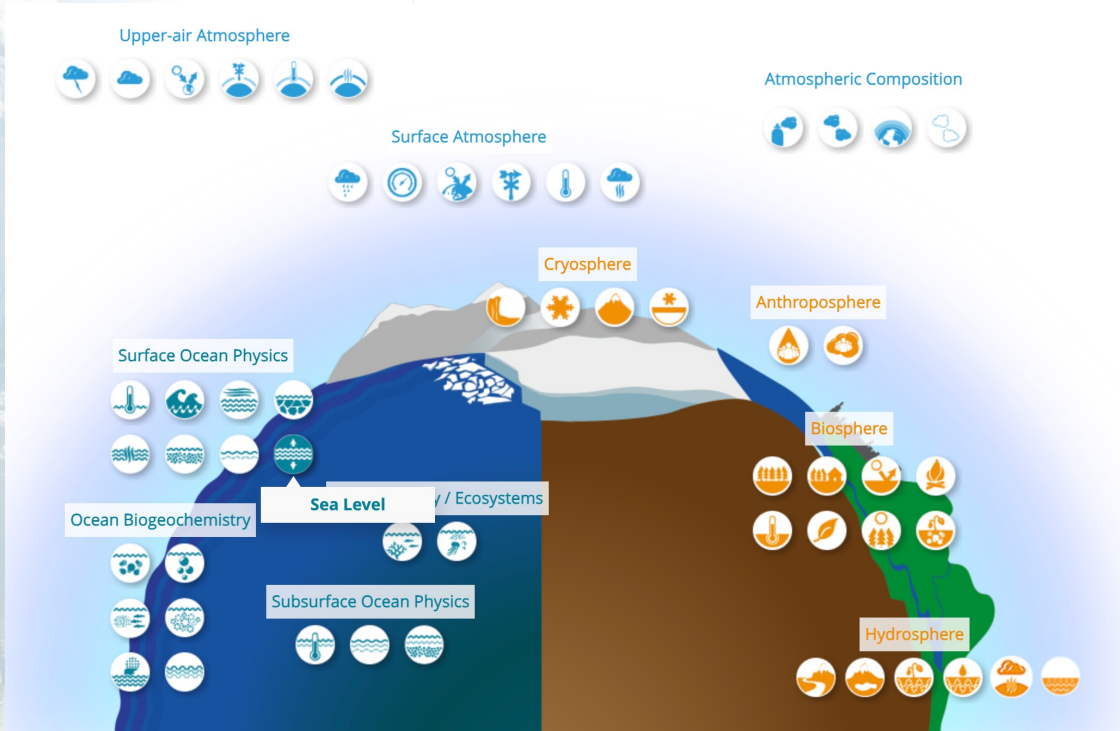 Upper-air Atmosphere
Atmospheric Composition
Surface Atmosphere
Cryosphere
Anthroposphere
Surface Ocean Physics
Biosphere
Sea Level
/ Ecosystems
Ocean Biogeochemistry
Subsurface Ocean Physics
Hydrosphere